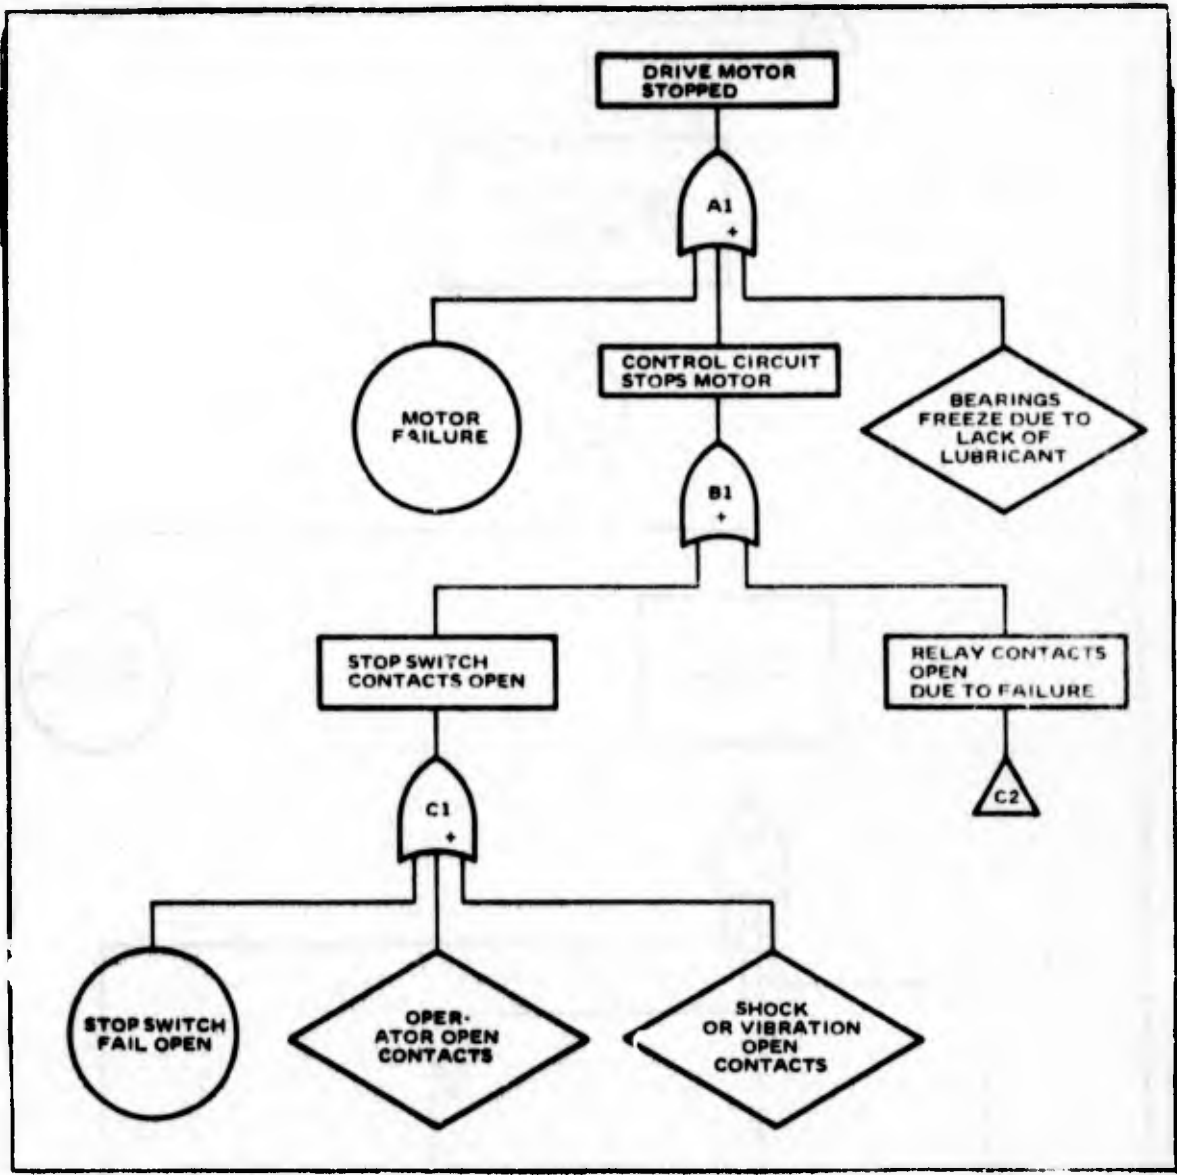 DRIVE MOTOR
STOPPED
A1
+
MOTOR
FAILURE
CONTROL CIRCUIT
STOPS MOTOR
BEARINGS
FREEZE DUE TO
LACK OF
LUBRICANT
B1
+
STOP SWITCH
CONTACTS OPEN
RELAY CONTACTS
OPEN
DUE TO FAILURE
C1
+
C2
STOP SWITCH
FAIL OPEN
OPER-
ATOR OPEN
CONTACTS
SHOCK
OR VIBRATION
OPEN
CONTACTS